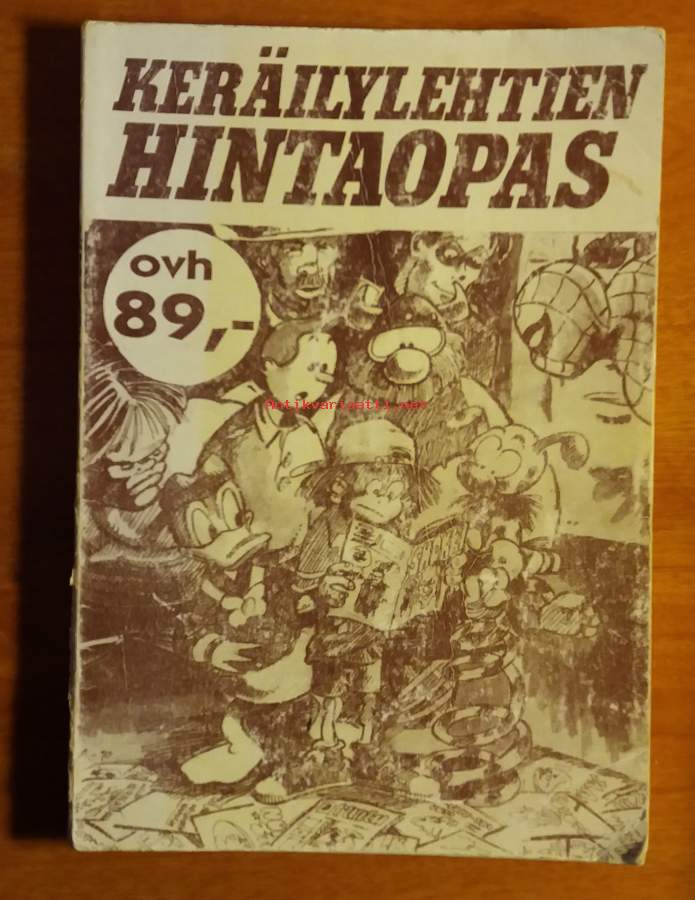 KERÄILYLEHTIEN
HINTAOPAS
ovh
89,-
Antikvariaatti.net